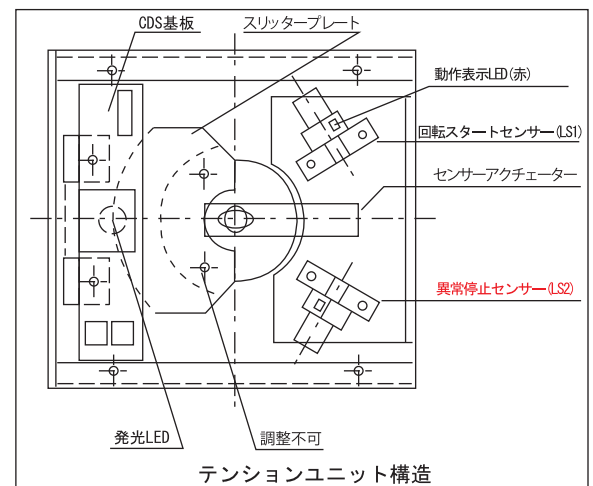 CDS基板
スリッタープレート
動作表示LED(赤)
回転スタートセンサー(LS1)
センサーアクチェーター
異常停止センサー(LS2)
発光LED
調整不可
テンションユニット構造